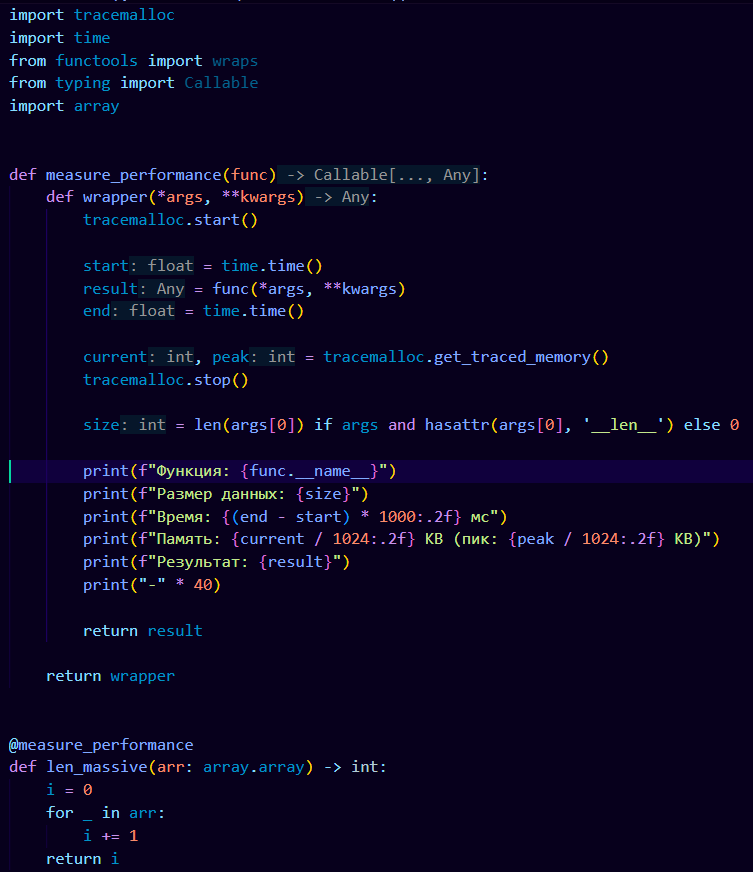 import tracemalloc
import time
from functools import wraps
from typing import Callable
import array
def measure_performance(func) -> Callable[..., Any]:
    def wrapper(*args, **kwargs) -> Any:
        tracemalloc.start()
        start: float = time.time()
        result: Any = func(*args, **kwargs)
        end: float = time.time()
        current: int, peak: int = tracemalloc.get_traced_memory()
        tracemalloc.stop()
        size: int = len(args[0]) if args and hasattr(args[0], '__len__') else 0
        print(f"Функция: {func.__name__}")
        print(f"Размер данных: {size}")
        print(f"Время: {(end - start) * 1000:.2f} мс")
        print(f"Память: {current / 1024:.2f} KB (пик: {peak / 1024:.2f} KB)")
        print(f"Результат: {result}")
        print("-" * 40)
        return result
    return wrapper
@measure_performance
def len_massive(arr: array.array) -> int:
    i = 0
    for _ in arr:
        i += 1
    return i